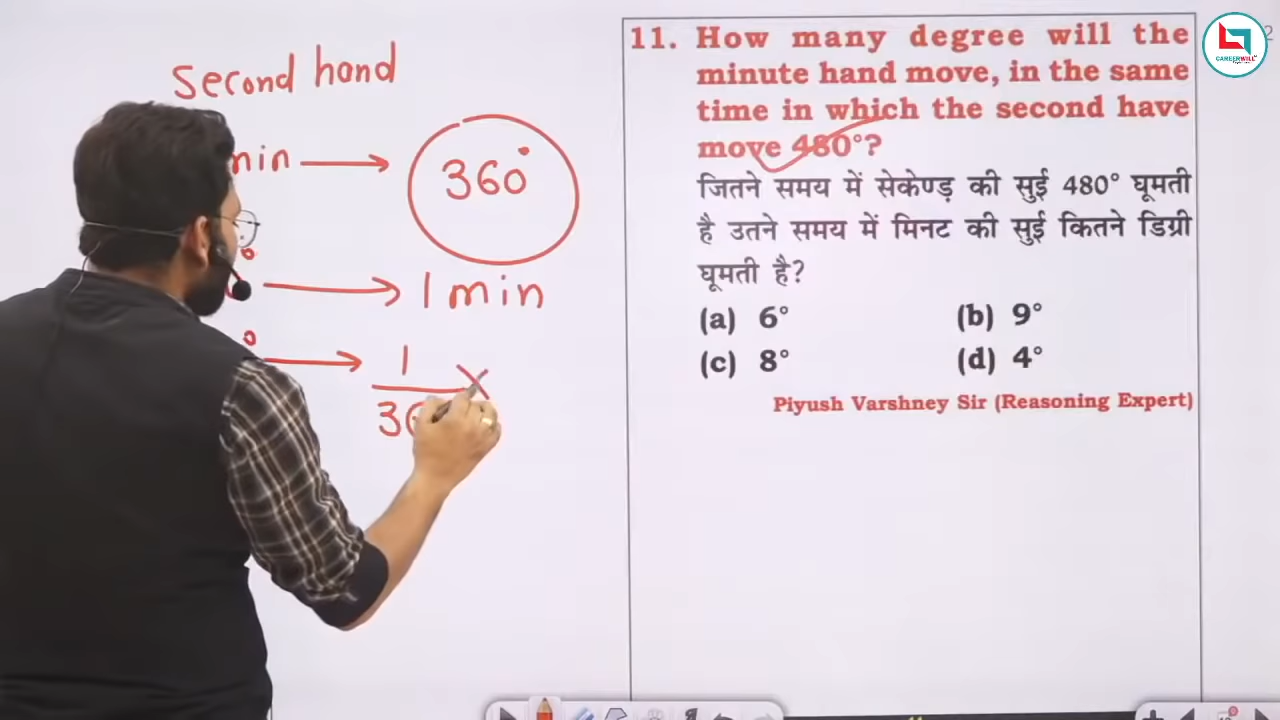 Second hand
min → 360°
° → 1 min
° → 1 ×
11. How many degree will the
minute hand move, in the same
time in which the second have
move 480°?
जितने समय में सेकेण्ड़ की सुई 480° घूमती
है उतने समय में मिनट की सुई कितने डिग्री
घूमती है?
(a) 6° (b) 9°
(c) 8° (d) 4°
Piyush Varshney Sir (Reasoning Expert)
CAREERWILL
2